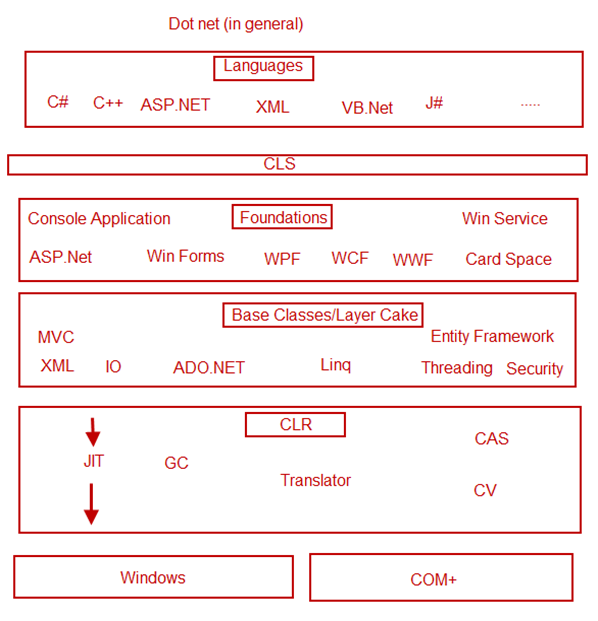 Dot net (in general)
Languages
C# C++ ASP.NET XML VB.Net J# .....
CLS
Console Application Foundations Win Service
ASP.Net Win Forms WPF WCF WWF Card Space
Base Classes/Layer Cake
MVC Entity Framework
XML IO ADO.NET Linq Threading Security
CLR
CAS
JIT GC
Translator
CV
Windows COM+